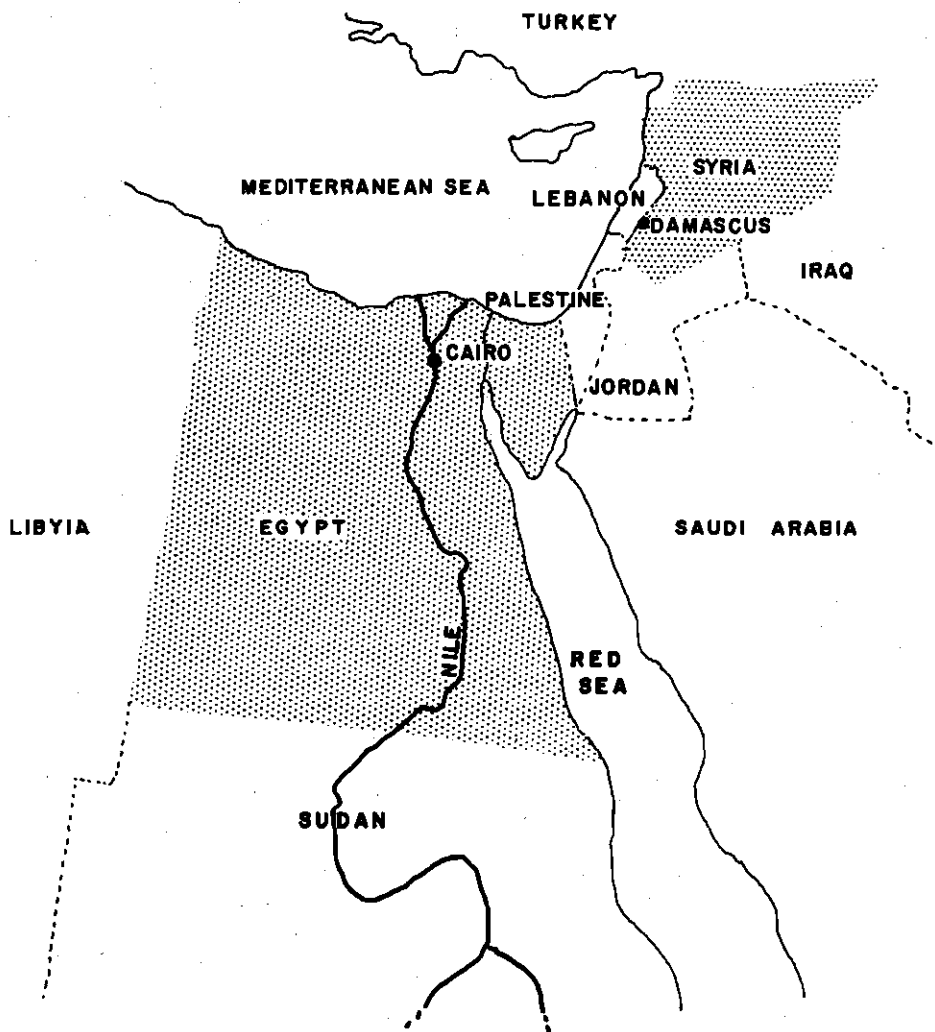 TURKEY
SYRIA
MEDITERRANEAN SEA
LEBANON
DAMASCUS
IRAQ
PALESTINE
CAIRO
JORDAN
LIBYIA
EGYPT
SAUDI ARABIA
NILE
RED
SEA
SUDAN